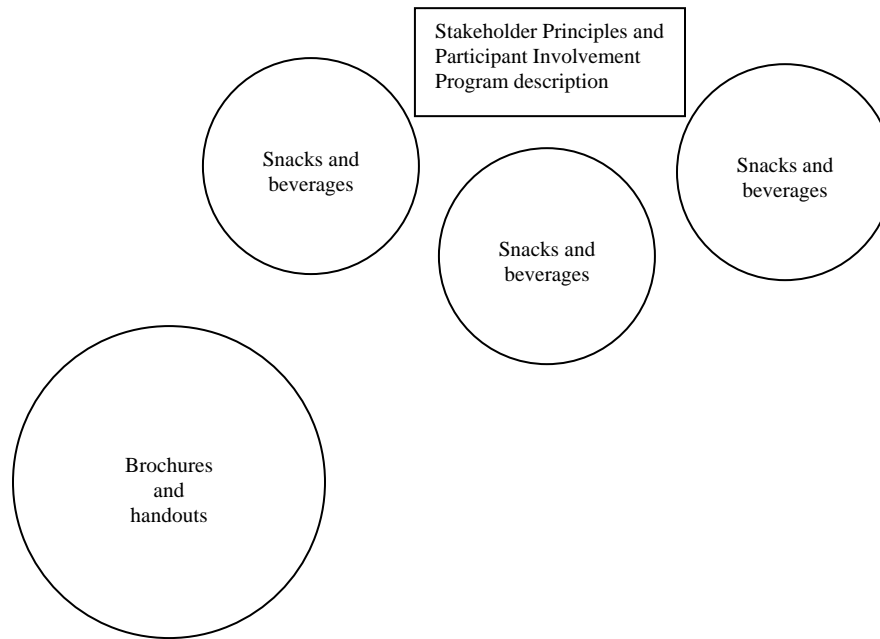 Stakeholder Principles and
Participant Involvement
Program description
Snacks and
beverages
Snacks and
beverages
Snacks and
beverages
Brochures
and
handouts